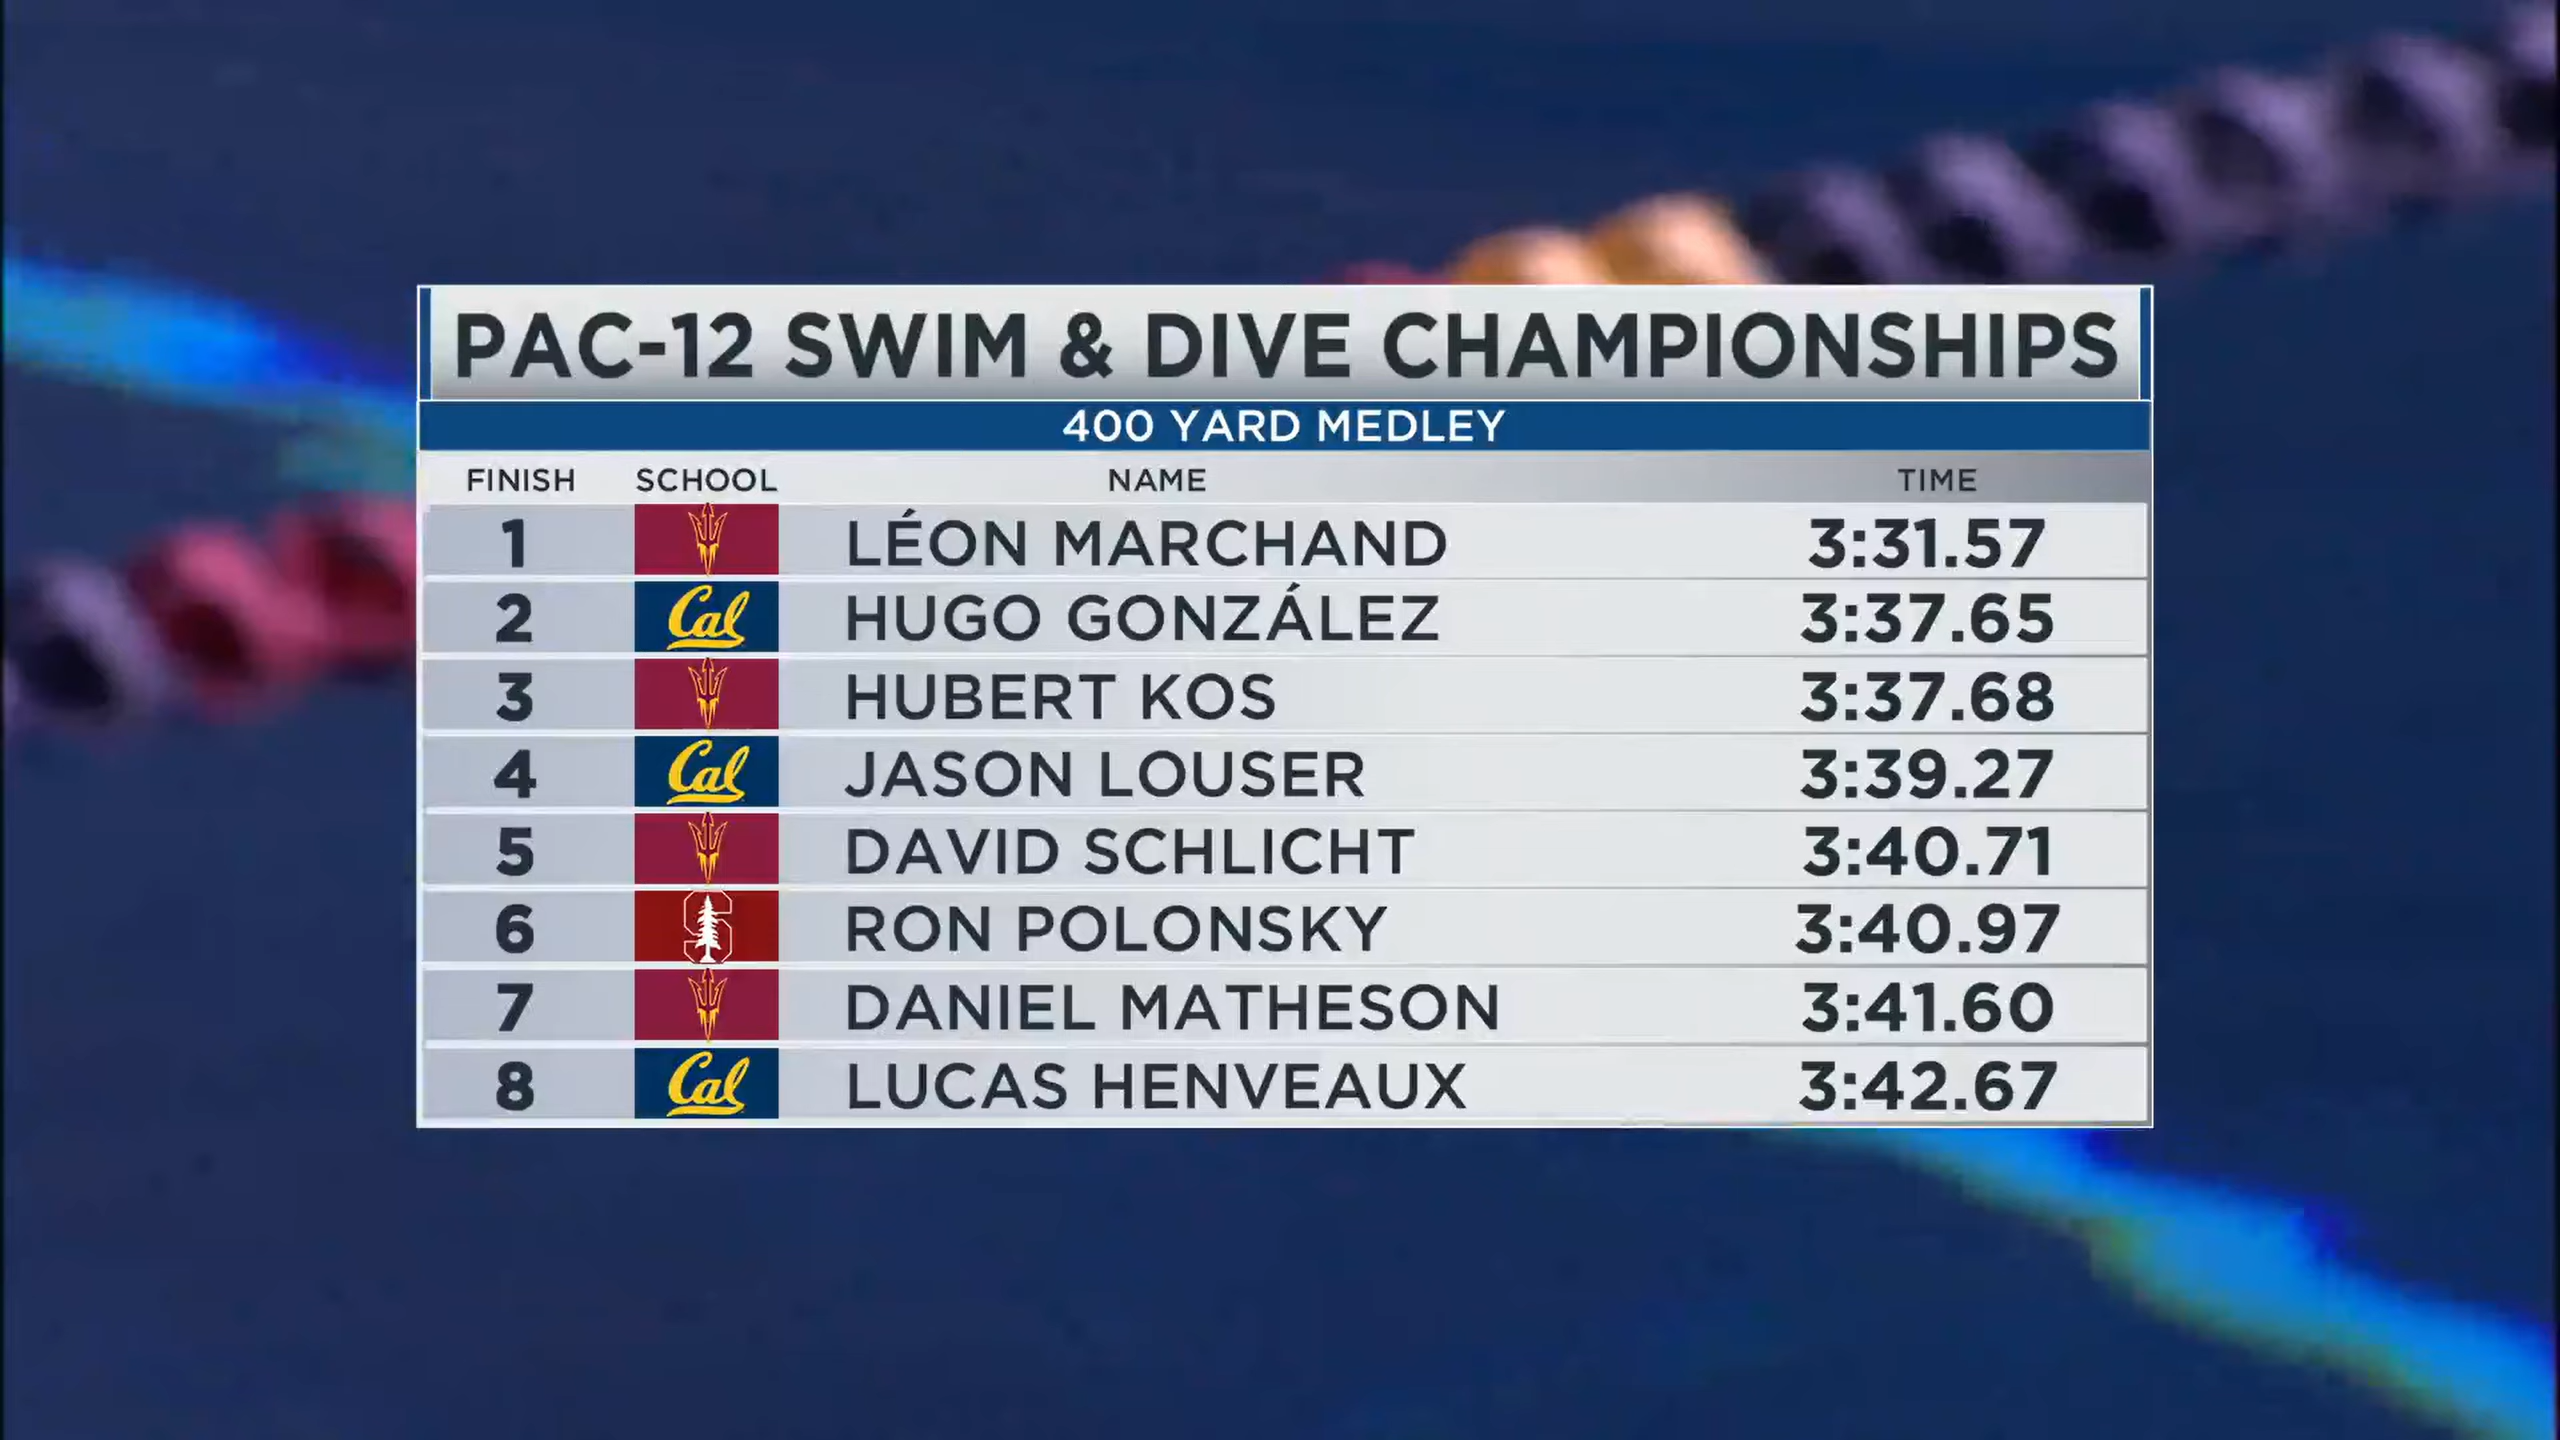 PAC-12 SWIM & DIVE CHAMPIONSHIPS
400 YARD MEDLEY
FINISH SCHOOL NAME TIME
1 LÉON MARCHAND 3:31.57
2 Cal HUGO GONZÁLEZ 3:37.65
3 HUBERT KOS 3:37.68
4 Cal JASON LOUSER 3:39.27
5 DAVID SCHLICHT 3:40.71
6 S RON POLONSKY 3:40.97
7 DANIEL MATHESON 3:41.60
8 Cal LUCAS HENVEAUX 3:42.67